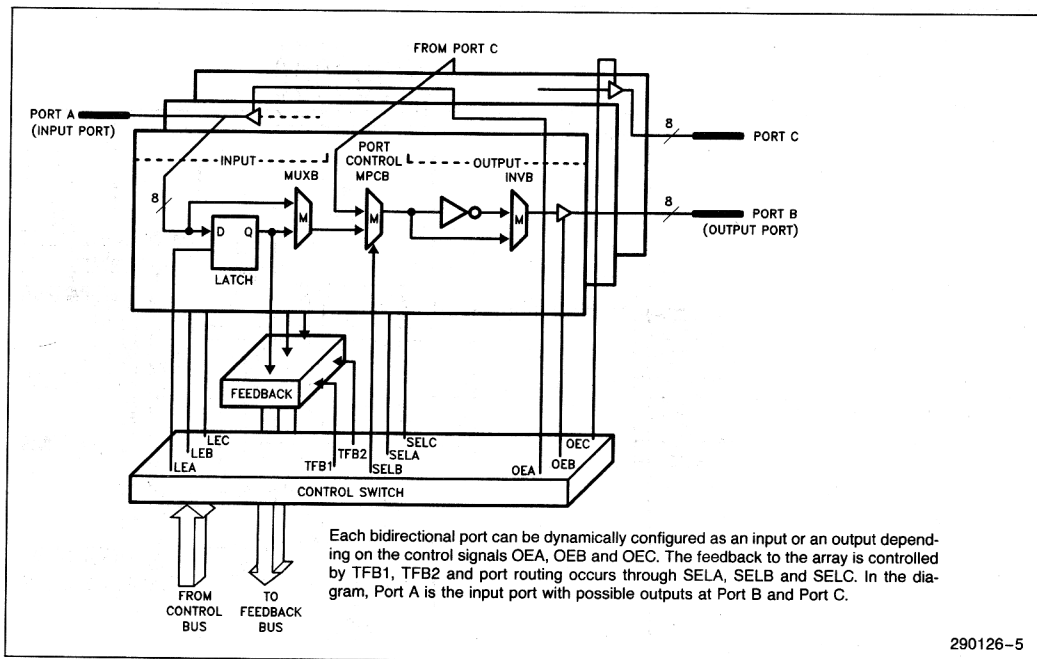 FROM PORT C
PORT A
(INPUT PORT)
8
PORT C
INPUT
PORT
CONTROL
OUTPUT
MUXB
MPCB
INVB
8
M
M
M
8
PORT B
(OUTPUT PORT)
D Q
LATCH
FEEDBACK
LEC
LEB
LEA
TFB1
TFB2
SELC
SELA
SELB
OEA
OEB
OEC
CONTROL SWITCH
FROM
CONTROL
BUS
TO
FEEDBACK
BUS
Each bidirectional port can be dynamically configured as an input or an output depend-
ing on the control signals OEA, OEB and OEC. The feedback to the array is controlled
by TFB1, TFB2 and port routing occurs through SELA, SELB and SELC. In the dia-
gram, Port A is the input port with possible outputs at Port B and Port C.
290126-5